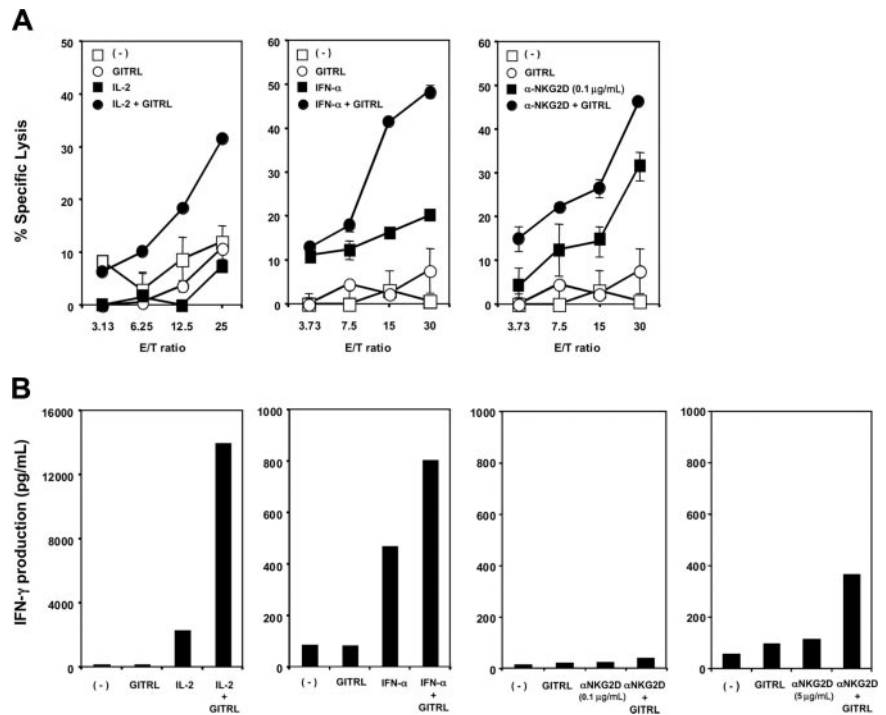 A
% Specific Lysis
50
40
30
20
10
0
(-)
GITRL
IL-2
IL-2 + GITRL
3.13 6.25 12.5 25
E/T ratio
60
50
40
30
20
10
0
(-)
GITRL
IFN-α
IFN-α + GITRL
3.73 7.5 15 30
E/T ratio
60
50
40
30
20
10
0
(-)
GITRL
α-NKG2D (0.1 μg/mL)
α-NKG2D + GITRL
3.73 7.5 15 30
E/T ratio
B
IFN-γ production (pg/mL)
16000
12000
8000
4000
0
(-) GITRL IL-2 IL-2
+
GITRL
1000
800
600
400
200
0
(-) GITRL IFN-α IFN-α
+
GITRL
1000
800
600
400
200
0
(-) GITRL αNKG2D αNKG2D
(0.1 μg/mL) +
GITRL
1000
800
600
400
200
0
(-) GITRL αNKG2D αNKG2D
(5 μg/mL) +
GITRL